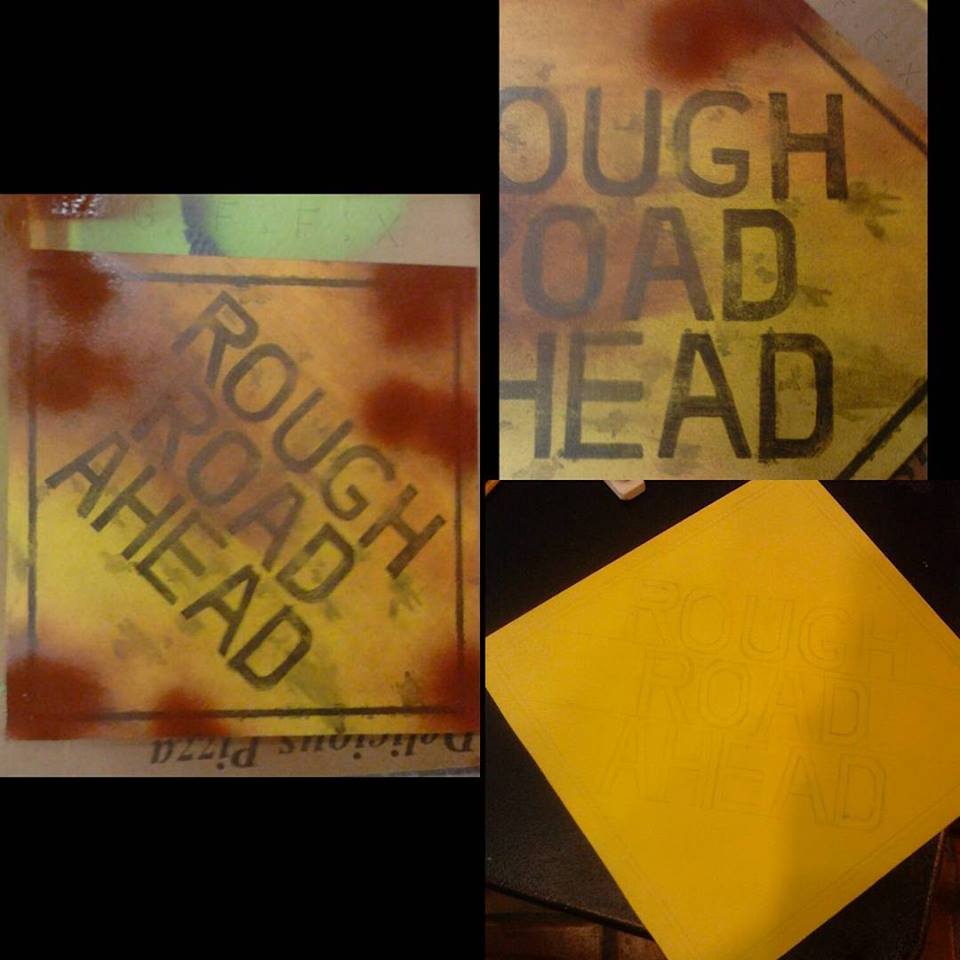 G.E.F.X
ROUGH
ROAD
AHEAD
Delicious Pizza
OUGH
ROAD
HEAD
ROUGH
ROAD
AHEAD